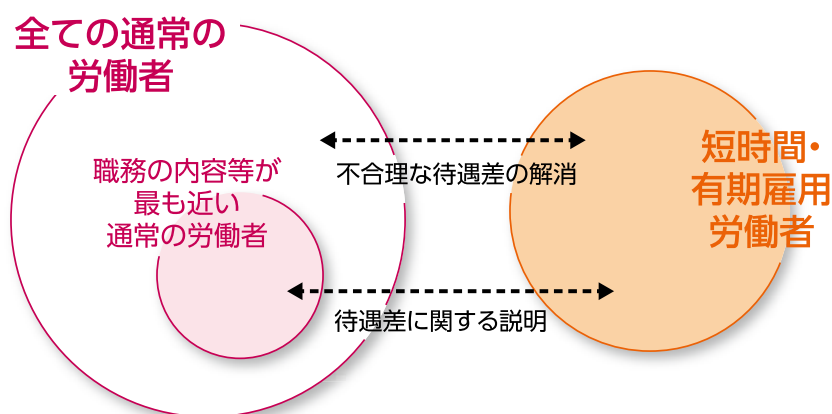 全ての通常の
労働者
職務の内容等が
最も近い
通常の労働者
不合理な待遇差の解消
待遇差に関する説明
短時間・
有期雇用
労働者